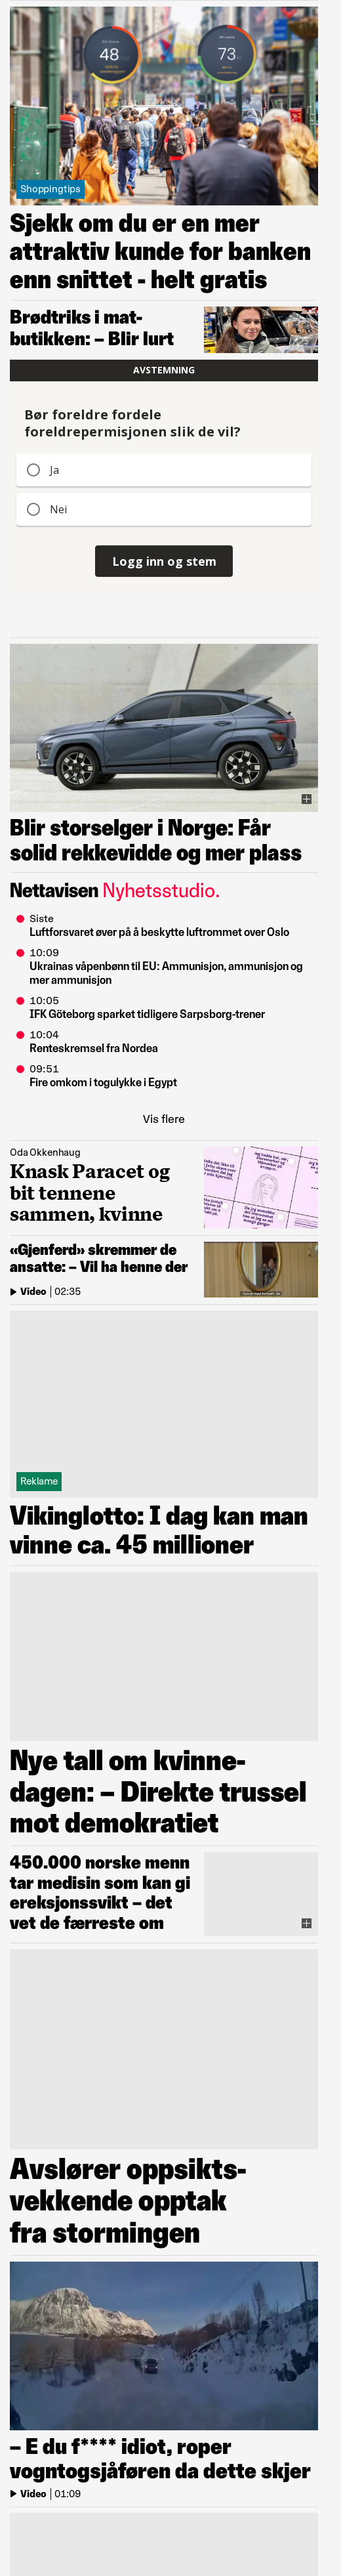 48
73
Shoppingtips
Sjekk om du er en mer
attraktiv kunde for banken
enn snittet - helt gratis
Brødtriks i mat-
butikken: – Blir lurt
AVSTEMNING
Bør foreldre fordele
foreldrepermisjonen slik de vil?
Ja
Nei
Logg inn og stem
Blir storselger i Norge: Får
solid rekkevidde og mer plass
Nettavisen Nyhetsstudio.
Siste
Luftforsvaret øver på å beskytte luftrommet over Oslo
10:09
Ukrainas våpenbønn til EU: Ammunisjon, ammunisjon og
mer ammunisjon
10:05
IFK Göteborg sparket tidligere Sarpsborg-trener
10:04
Renteskremsel fra Nordea
09:51
Fire omkom i togulykke i Egypt
Vis flere
Oda Okkenhaug
Knask Paracet og
bit tennene
sammen, kvinne
«Gjenferd» skremmer de
ansatte: – Vil ha henne der
Video | 02:35
Reklame
Vikinglotto: I dag kan man
vinne ca. 45 millioner
Nye tall om kvinne-
dagen: – Direkte trussel
mot demokratiet
450.000 norske menn
tar medisin som kan gi
ereksjonssvikt – det
vet de færreste om
Avslører oppsikts-
vekkende opptak
fra stormingen
– E du f**** idiot, roper
vogntogsjåføren da dette skjer
Video | 01:09